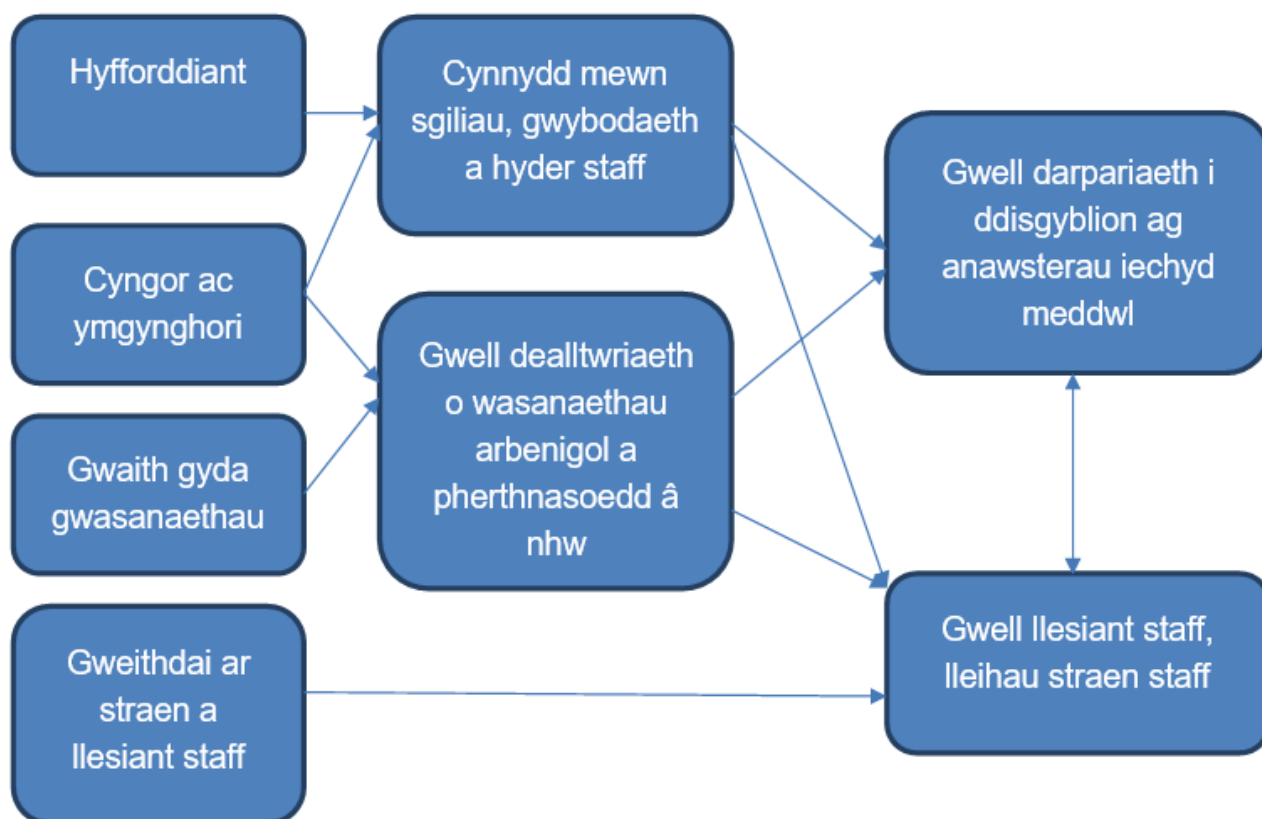 Hyfforddiant
Cyngor ac
ymgynghori
Gwaith gyda
gwasanaethau
Gweithdai ar
straen a
llesiant staff
Cynnydd mewn
sgiliau, gwybodaeth
a hyder staff
Gwell dealltwriaeth
o wasanaethau
arbenigol a
pherthnasoedd â
nhw
Gwell darpariaeth i
ddisgyblion ag
anawsterau iechyd
meddwl
Gwell llesiant staff,
lleihau straen staff